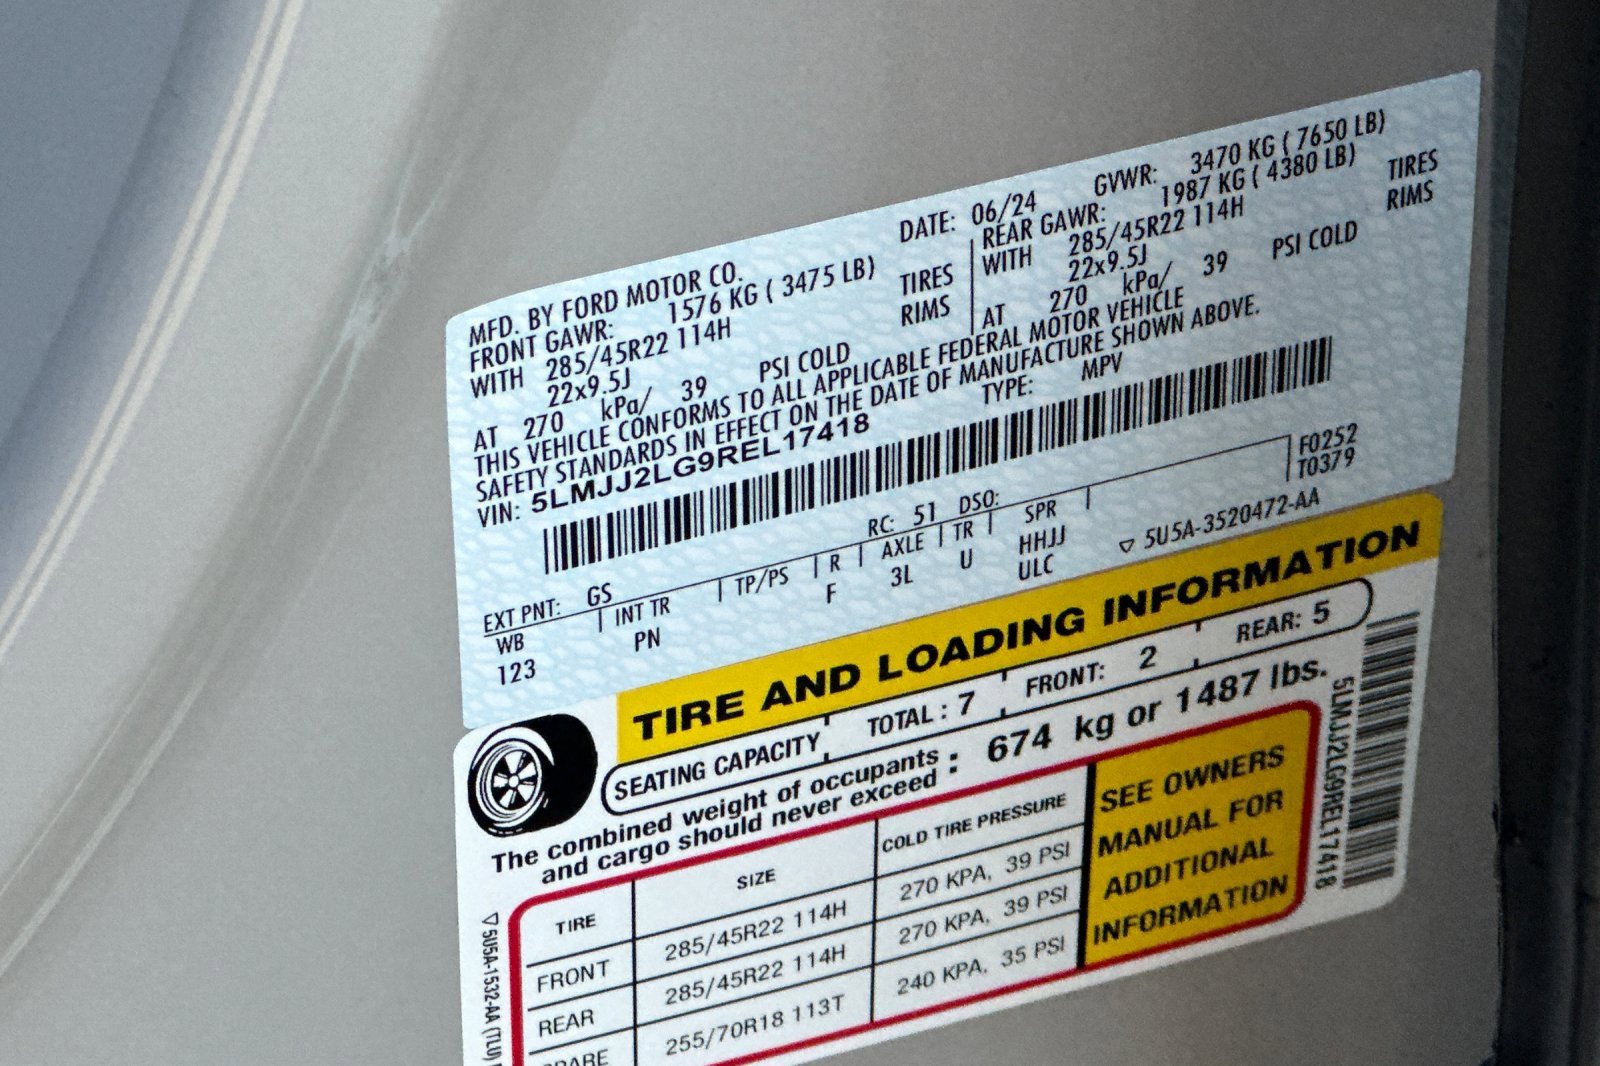 MFD. BY FORD MOTOR CO.
DATE: 06/24 GVWR: 3470 KG ( 7650 LB)
FRONT GAWR: 1576 KG ( 3475 LB)
REAR GAWR: 1987 KG ( 4380 LB)
WITH 285/45R22 114H TIRES
WITH 285/45R22 114H TIRES
22x9.5J RIMS
22x9.5J RIMS
AT 270 kPa/ 39 PSI COLD
AT 270 kPa/ 39 PSI COLD
THIS VEHICLE CONFORMS TO ALL APPLICABLE FEDERAL MOTOR VEHICLE
SAFETY STANDARDS IN EFFECT ON THE DATE OF MANUFACTURE SHOWN ABOVE.
VIN: 5LMJJ2LG9REL17418 TYPE: MPV
F0252
T0379
EXT PNT: GS RC: 51 DSO:
WB INT TR TP/PS R AXLE TR SPR
123 PN F 3L U HHJJ
ULC
▽ 5U5A-3520472-AA
TIRE AND LOADING INFORMATION
SEATING CAPACITY TOTAL : 7 FRONT: 2 REAR: 5
The combined weight of occupants
and cargo should never exceed : 674 kg or 1487 lbs.
TIRE SIZE COLD TIRE PRESSURE
FRONT 285/45R22 114H 270 KPA, 39 PSI
REAR 285/45R22 114H 270 KPA, 39 PSI
255/70R18 113T 240 KPA, 35 PSI
SEE OWNERS
MANUAL FOR
ADDITIONAL
INFORMATION
5LMJJ2LG9REL17418
▽ 5U5A-1532-AA (TLU)